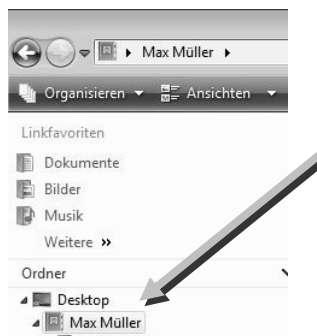 Max Müller
Organisieren Ansichten
Linkfavoriten
Dokumente
Bilder
Musik
Weitere »
Ordner
Desktop
Max Müller